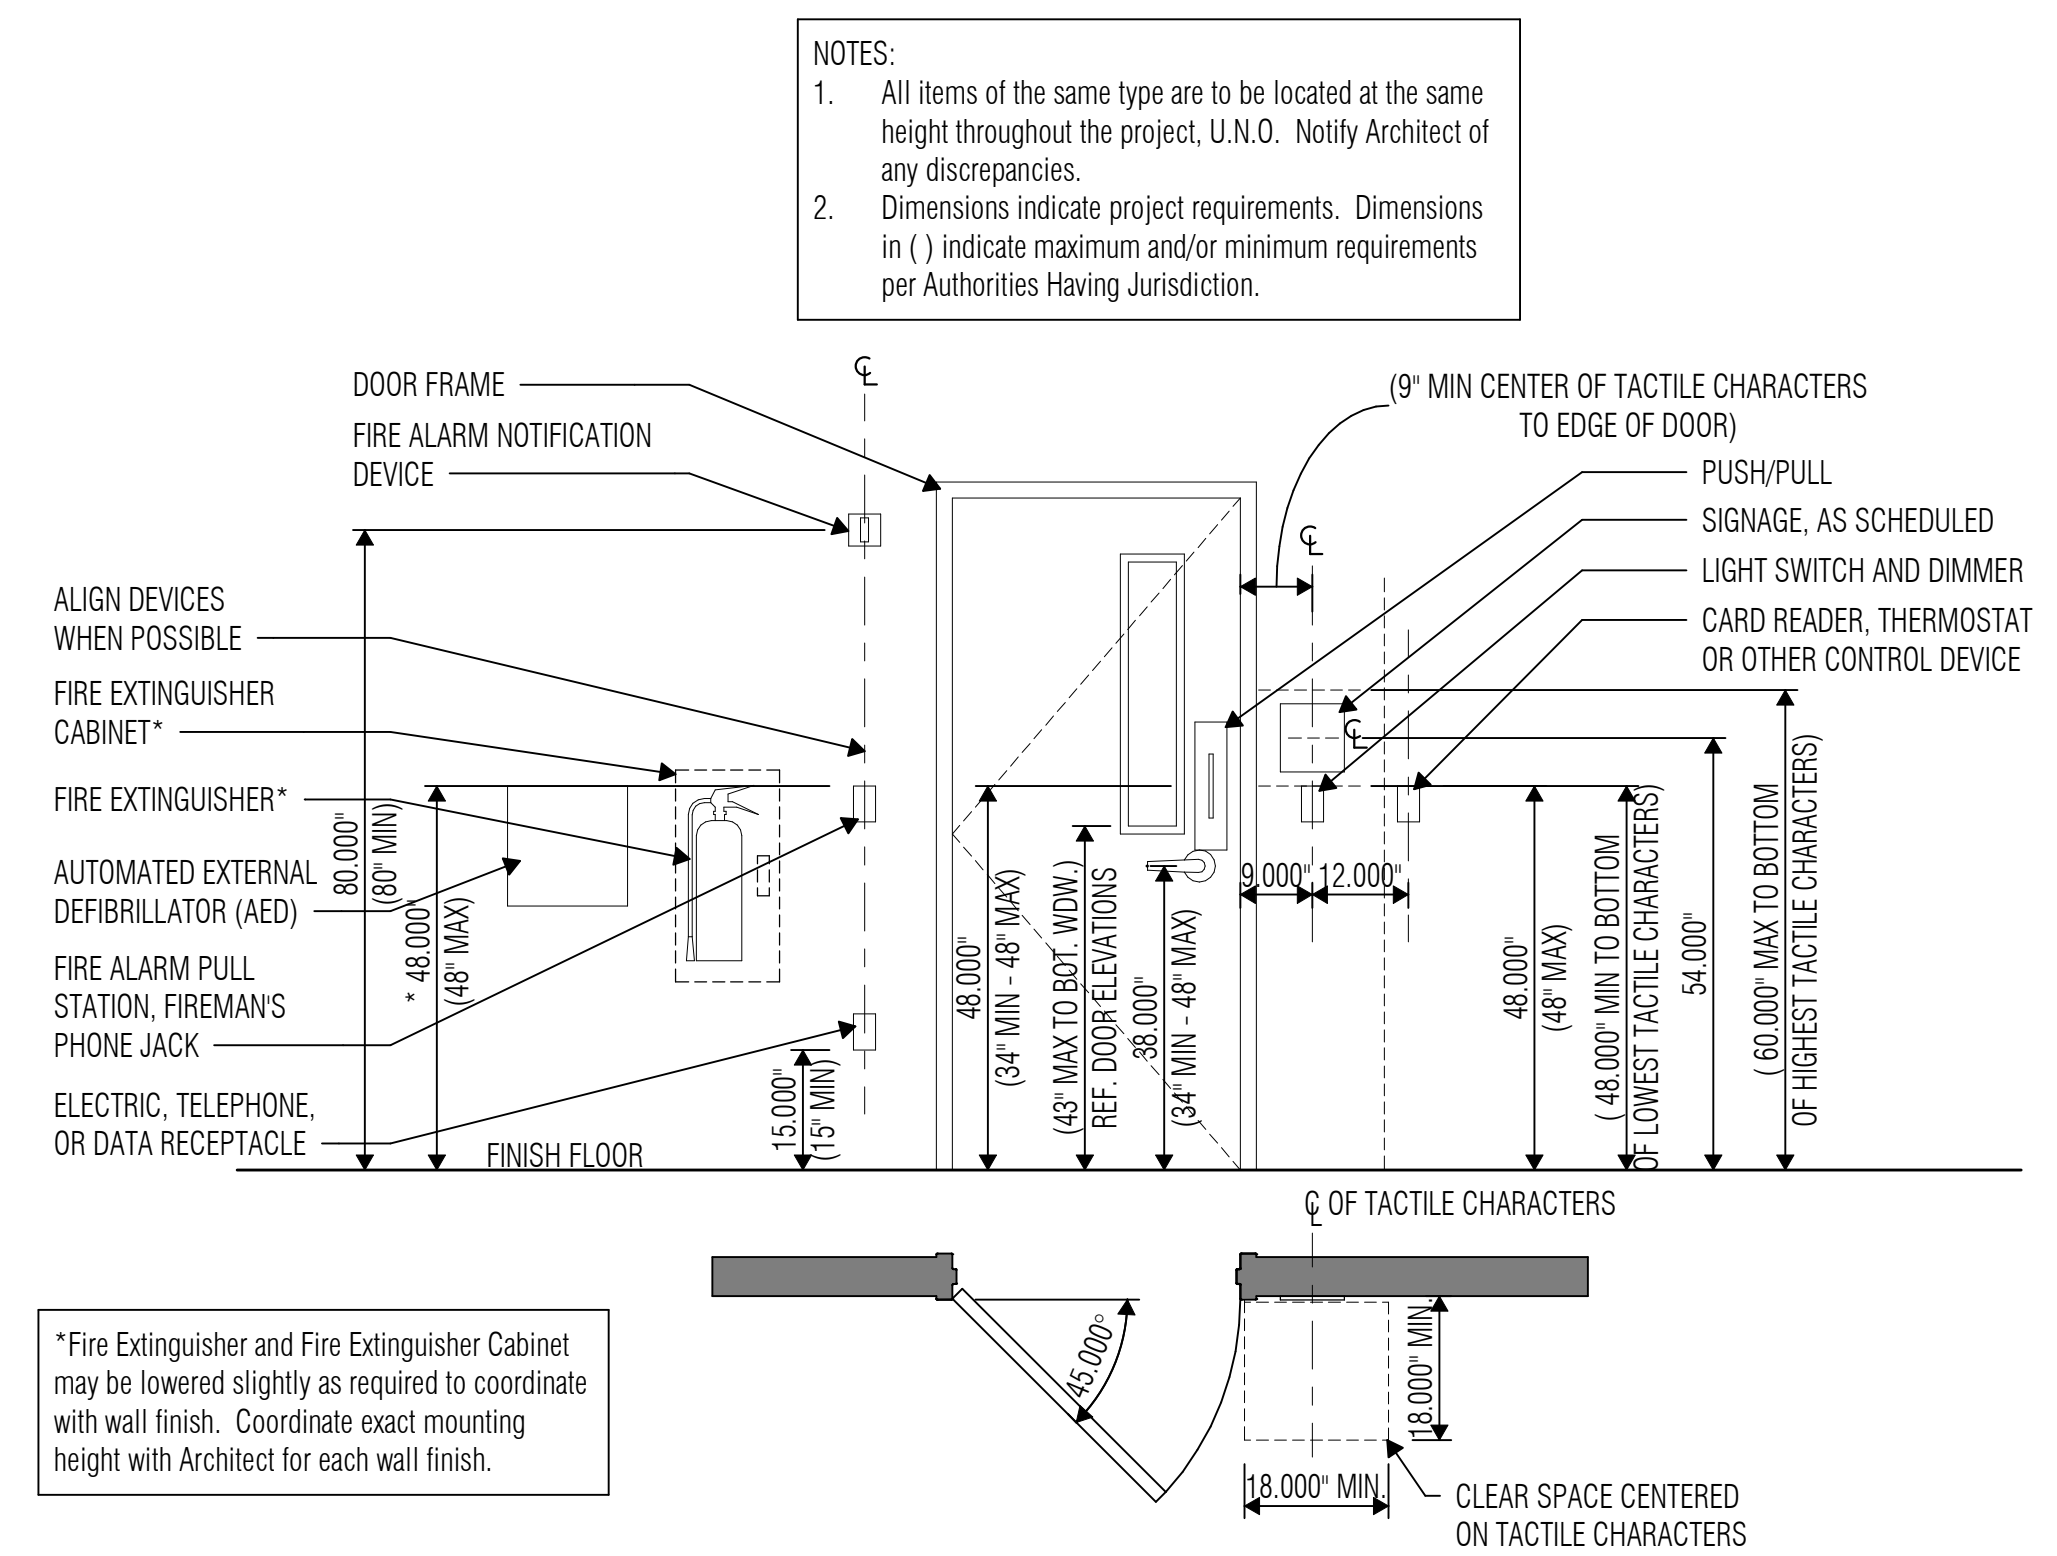 NOTES:
1. All items of the same type are to be located at the same
height throughout the project, U.N.O. Notify Architect of
any discrepancies.
2. Dimensions indicate project requirements. Dimensions
in ( ) indicate maximum and/or minimum requirements
per Authorities Having Jurisdiction.
DOOR FRAME
FIRE ALARM NOTIFICATION
DEVICE
ALIGN DEVICES
WHEN POSSIBLE
FIRE EXTINGUISHER
CABINET*
FIRE EXTINGUISHER*
AUTOMATED EXTERNAL
DEFIBRILLATOR (AED)
FIRE ALARM PULL
STATION, FIREMAN'S
PHONE JACK
ELECTRIC, TELEPHONE,
OR DATA RECEPTACLE
80.000"
(80" MIN)
* 48.000"
(48" MAX)
FINISH FLOOR
15.000"
(15" MIN)
℄
48.000"
(34" MIN - 48" MAX)
(43" MAX TO BOT. WDW.)
REF. DOOR ELEVATIONS
38.000"
(34" MIN - 48" MAX)
(9" MIN CENTER OF TACTILE CHARACTERS
TO EDGE OF DOOR)
PUSH/PULL
SIGNAGE, AS SCHEDULED
LIGHT SWITCH AND DIMMER
CARD READER, THERMOSTAT
OR OTHER CONTROL DEVICE
℄
℄
9.000"
12.000"
48.000"
(48" MAX)
( 48.000" MIN TO BOTTOM
OF LOWEST TACTILE CHARACTERS)
54.000"
( 60.000" MAX TO BOTTOM
OF HIGHEST TACTILE CHARACTERS)
℄ OF TACTILE CHARACTERS
45.000°
18.000" MIN.
18.000" MIN.
CLEAR SPACE CENTERED
ON TACTILE CHARACTERS
*Fire Extinguisher and Fire Extinguisher Cabinet
may be lowered slightly as required to coordinate
with wall finish. Coordinate exact mounting
height with Architect for each wall finish.